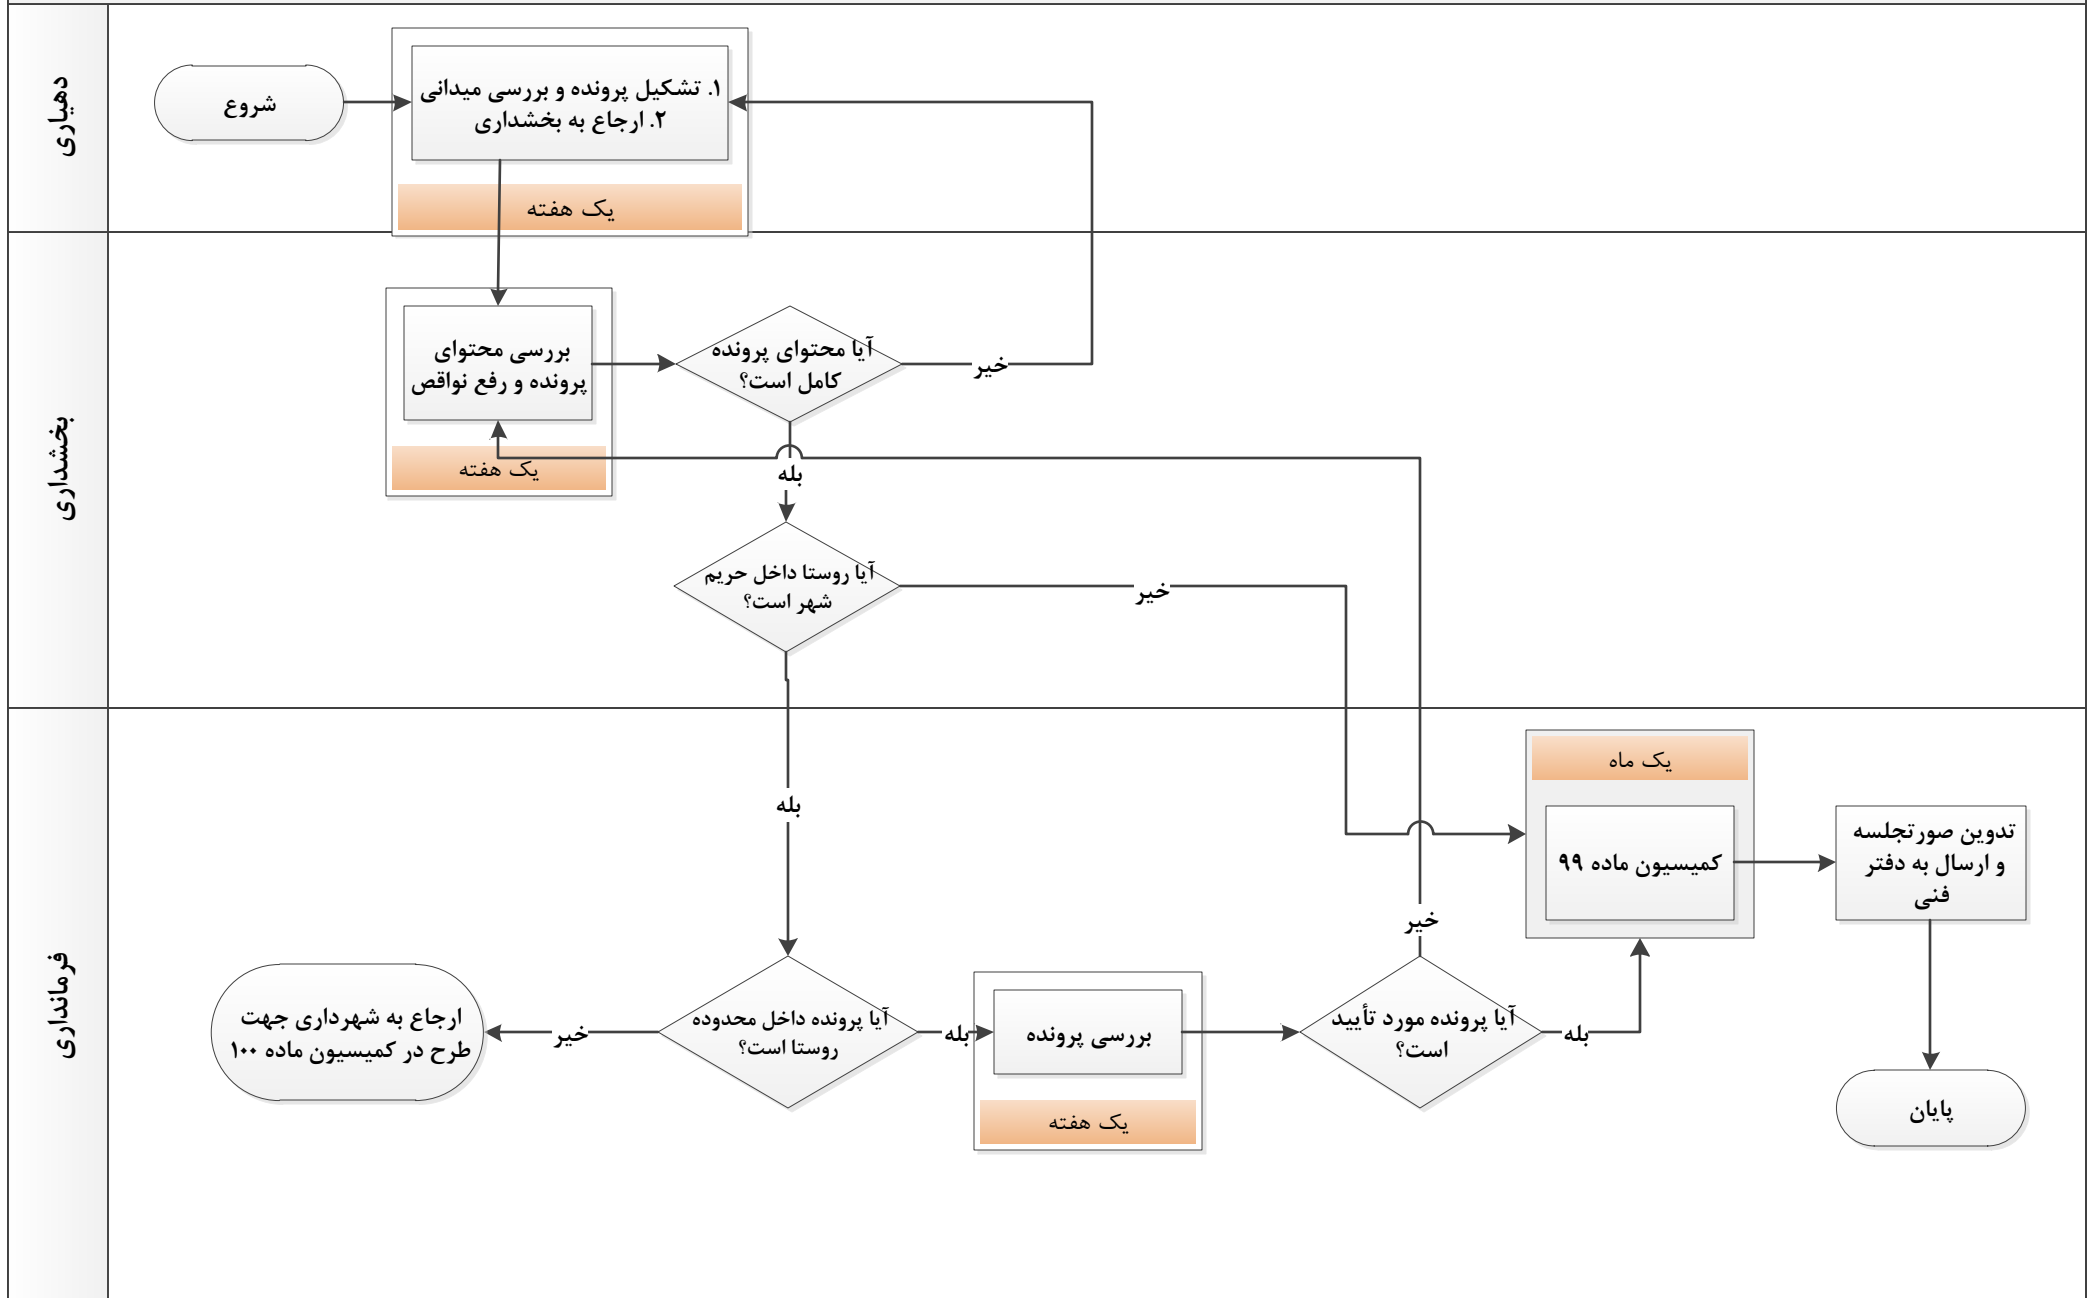 دهیاری
شروع
۱. تشکیل پرونده و بررسی میدانی
۲. ارجاع به بخشداری
یک هفته
بخشداری
بررسی محتوای
پرونده و رفع نواقص
یک هفته
آیا محتوای پرونده
کامل است؟
خیر
بله
آیا روستا داخل حریم
شهر است؟
خیر
بله
فرمانداری
آیا پرونده داخل محدوده
روستا است؟
خیر
ارجاع به شهرداری جهت
طرح در کمیسیون ماده ۱۰۰
بله
بررسی پرونده
یک هفته
آیا پرونده مورد تأیید
است؟
خیر
بله
یک ماه
کمیسیون ماده ۹۹
تدوین صورتجلسه
و ارسال به دفتر
فنی
پایان